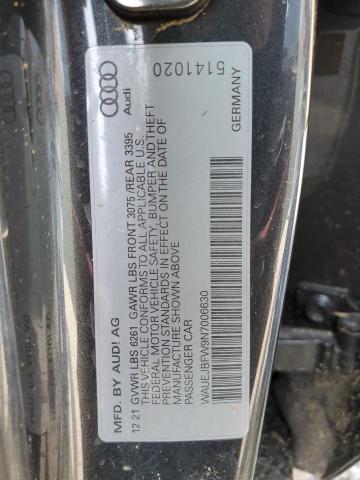 5141020
Audi
GERMANY
MFD. BY AUDI AG
12.21 GVWR LBS 6261 GAWR LBS FRONT 3075 /REAR 3395
THIS VEHICLE CONFORMS TO ALL APPLICABLE U.S.
FEDERAL MOTOR VEHICLE SAFETY, BUMPER AND THEFT
PREVENTION STANDARDS IN EFFECT ON THE DATE OF
MANUFACTURE SHOWN ABOVE
PASSENGER CAR
WAUEJBFW9N7006630